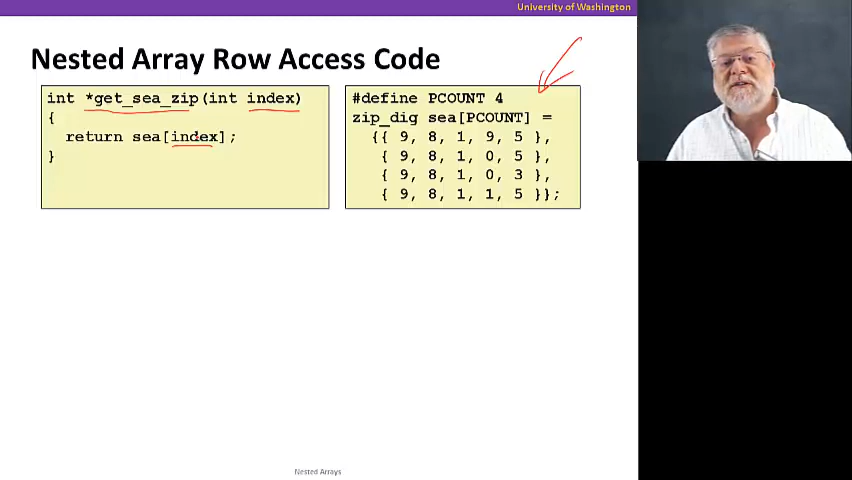 University of Washington
Nested Array Row Access Code
int *get_sea_zip(int index)
{
return sea[index];
}
#define PCOUNT 4
zip_dig sea[PCOUNT] =
{{ 9, 8, 1, 9, 5 },
{ 9, 8, 1, 0, 5 },
{ 9, 8, 1, 0, 3 },
{ 9, 8, 1, 1, 5 }};
Nested Arrays